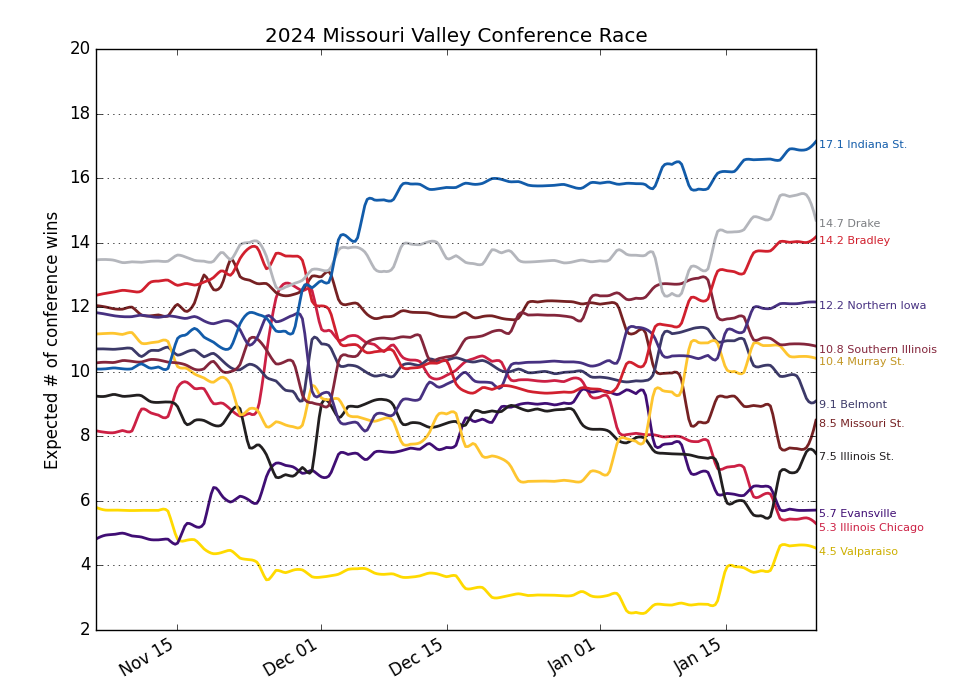 2024 Missouri Valley Conference Race
Expected # of conference wins
20
18
16
14
12
10
8
6
4
2
Nov 15
Dec 01
Dec 15
Jan 01
Jan 15
17.1 Indiana St.
14.7 Drake
14.2 Bradley
12.2 Northern Iowa
10.8 Southern Illinois
10.4 Murray St.
9.1 Belmont
8.5 Missouri St.
7.5 Illinois St.
5.7 Evansville
5.3 Illinois Chicago
4.5 Valparaiso